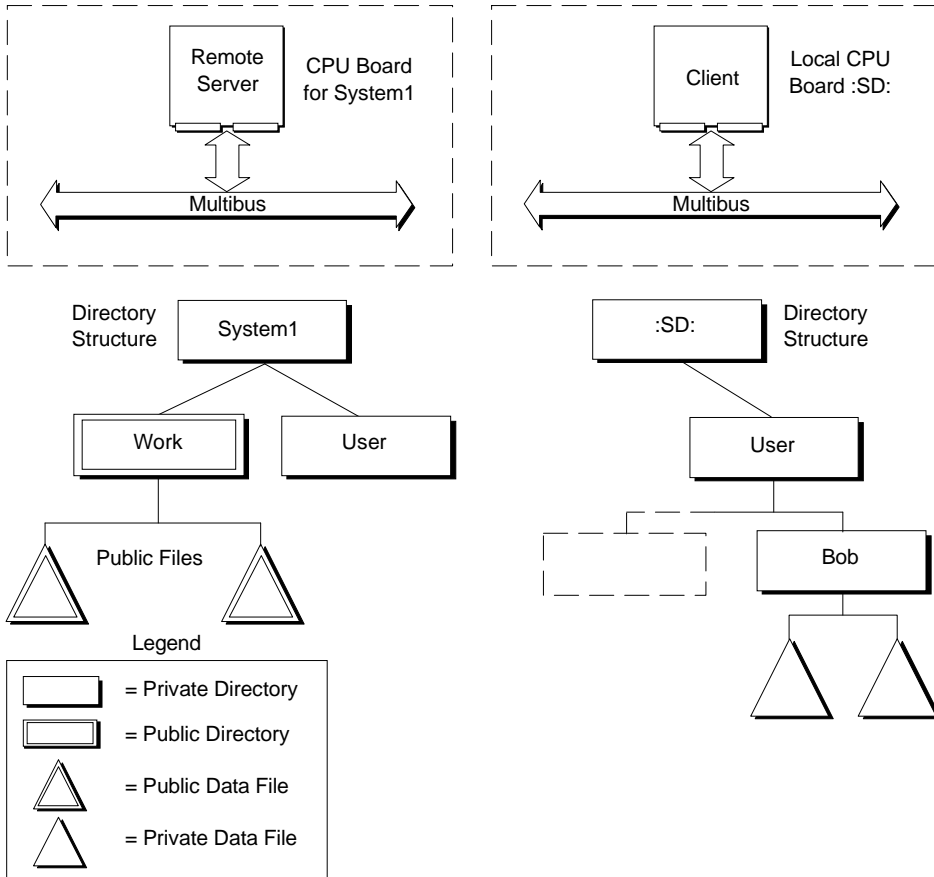 Remote
Server
CPU Board
for System1
Multibus
Client
Local CPU
Board :SD:
Multibus
Directory
Structure
System1
Work
User
Public Files
:SD:
Directory
Structure
User
Bob
Legend
= Private Directory
= Public Directory
= Public Data File
= Private Data File